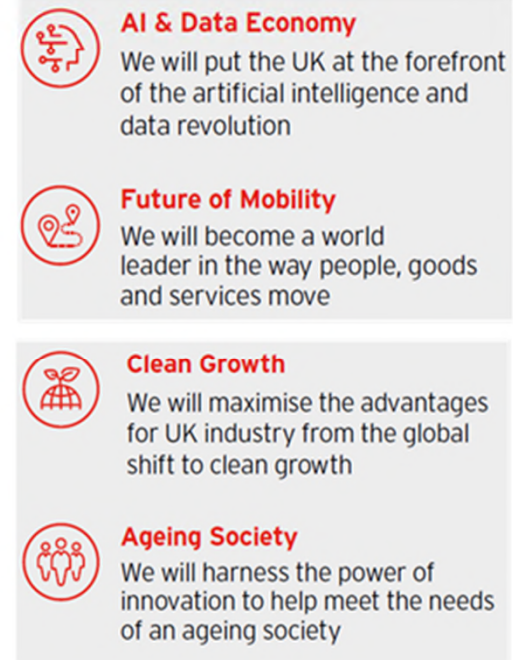 AI & Data Economy
We will put the UK at the forefront
of the artificial intelligence and
data revolution
Future of Mobility
We will become a world
leader in the way people, goods
and services move
Clean Growth
We will maximise the advantages
for UK industry from the global
shift to clean growth
Ageing Society
We will harness the power of
innovation to help meet the needs
of an ageing society